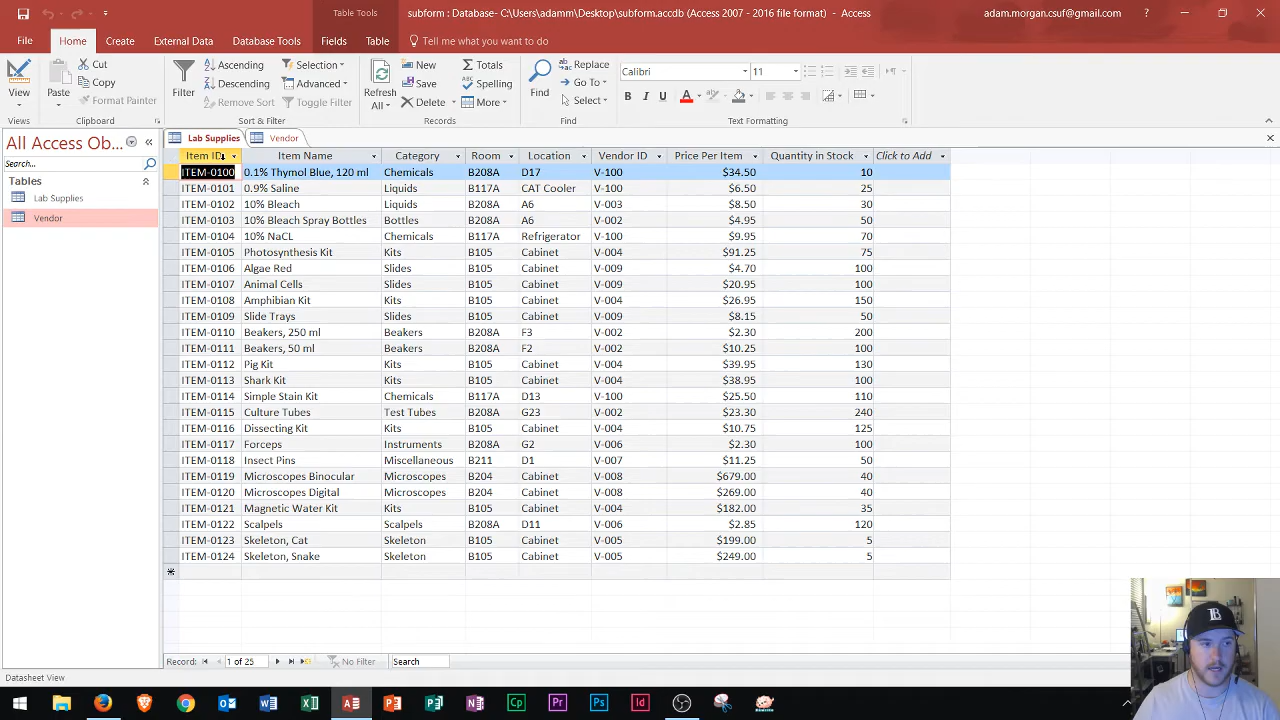 Table Tools
subform : Database- C:\Users\adamm\Desktop\subform.accdb (Access 2007 - 2016 file format) - Access
adam.morgan.csuf@gmail.com
File Home Create External Data Database Tools Fields Table Tell me what you want to do
View
Views
Paste
Cut
Copy
Format Painter
Clipboard
Filter
Ascending
Descending
Remove Sort
Selection
Advanced
Toggle Filter
Sort & Filter
Refresh
All
New
Save
Delete
Totals
Spelling
More
Records
Find
Replace
Go To
Select
Find
Calibri 11
B I U A
Text Formatting
All Access Ob...
Search...
Tables
Lab Supplies
Vendor
Lab Supplies Vendor
Item ID Item Name Category Room Location Vendor ID Price Per Item Quantity in Stock Click to Add
ITEM-0100 0.1% Thymol Blue, 120 ml Chemicals B208A D17 V-100 $34.50 10
ITEM-0101 0.9% Saline Liquids B117A CAT Cooler V-100 $6.50 25
ITEM-0102 10% Bleach Liquids B208A A6 V-003 $8.50 30
ITEM-0103 10% Bleach Spray Bottles Bottles B208A A6 V-002 $4.95 50
ITEM-0104 10% NaCL Chemicals B117A Refrigerator V-100 $9.95 70
ITEM-0105 Photosynthesis Kit Kits B105 Cabinet V-004 $91.25 75
ITEM-0106 Algae Red Slides B105 Cabinet V-009 $4.70 100
ITEM-0107 Animal Cells Slides B105 Cabinet V-009 $20.95 100
ITEM-0108 Amphibian Kit Kits B105 Cabinet V-004 $26.95 150
ITEM-0109 Slide Trays Slides B105 Cabinet V-009 $8.15 50
ITEM-0110 Beakers, 250 ml Beakers B208A F3 V-002 $2.30 200
ITEM-0111 Beakers, 50 ml Beakers B208A F2 V-002 $10.25 100
ITEM-0112 Pig Kit Kits B105 Cabinet V-004 $39.95 130
ITEM-0113 Shark Kit Kits B105 Cabinet V-004 $38.95 100
ITEM-0114 Simple Stain Kit Chemicals B117A D13 V-100 $25.50 110
ITEM-0115 Culture Tubes Test Tubes B208A G23 V-002 $23.30 240
ITEM-0116 Dissecting Kit Kits B105 Cabinet V-004 $10.75 125
ITEM-0117 Forceps Instruments B208A G2 V-006 $2.30 100
ITEM-0118 Insect Pins Miscellaneous B211 D1 V-007 $11.25 50
ITEM-0119 Microscopes Binocular Microscopes B204 Cabinet V-008 $679.00 40
ITEM-0120 Microscopes Digital Microscopes B204 Cabinet V-008 $269.00 40
ITEM-0121 Magnetic Water Kit Kits B105 Cabinet V-004 $182.00 35
ITEM-0122 Scalpels Scalpels B208A D11 V-006 $2.85 120
ITEM-0123 Skeleton, Cat Skeleton B105 Cabinet V-005 $199.00 5
ITEM-0124 Skeleton, Snake Skeleton B105 Cabinet V-005 $249.00 5
Record: 1 of 25 No Filter Search
Datasheet View